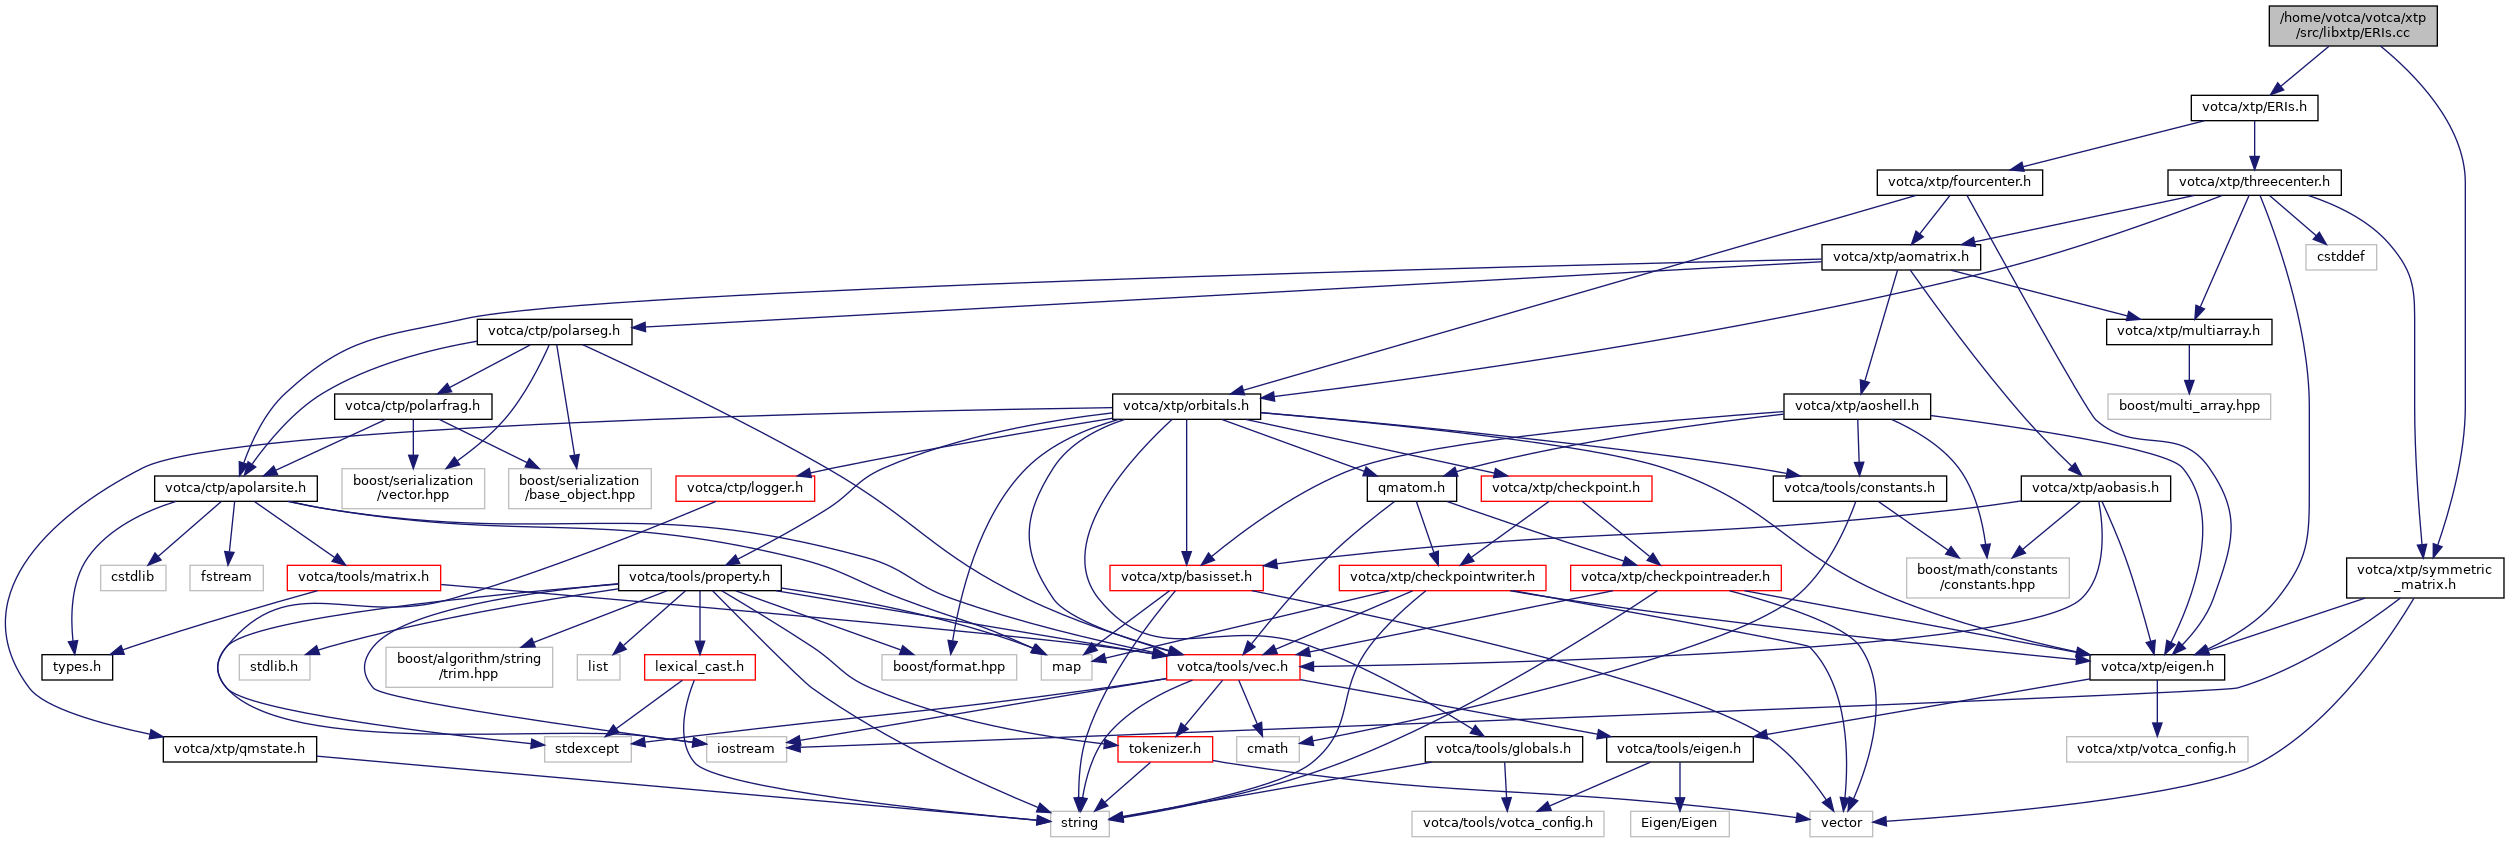 /home/votca/votca/xtp
/src/libxtp/ERIs.cc
votca/xtp/ERIs.h
votca/xtp/fourcenter.h
votca/xtp/threecenter.h
votca/xtp/aomatrix.h
cstddef
votca/ctp/polarseg.h
votca/xtp/multiarray.h
votca/ctp/polarfrag.h
votca/xtp/orbitals.h
votca/xtp/aoshell.h
boost/multi_array.hpp
votca/ctp/apolarsite.h
boost/serialization
/vector.hpp
boost/serialization
/base_object.hpp
votca/ctp/logger.h
qmatom.h
votca/xtp/checkpoint.h
votca/tools/constants.h
votca/xtp/aobasis.h
cstdlib
fstream
votca/tools/matrix.h
votca/tools/property.h
votca/xtp/basisset.h
votca/xtp/checkpointwriter.h
votca/xtp/checkpointreader.h
boost/math/constants
/constants.hpp
votca/xtp/symmetric
_matrix.h
types.h
stdlib.h
boost/algorithm/string
/trim.hpp
list
lexical_cast.h
boost/format.hpp
map
votca/tools/vec.h
votca/xtp/eigen.h
votca/xtp/qmstate.h
stdexcept
iostream
tokenizer.h
cmath
votca/tools/globals.h
votca/tools/eigen.h
votca/xtp/votca_config.h
string
votca/tools/votca_config.h
Eigen/Eigen
vector